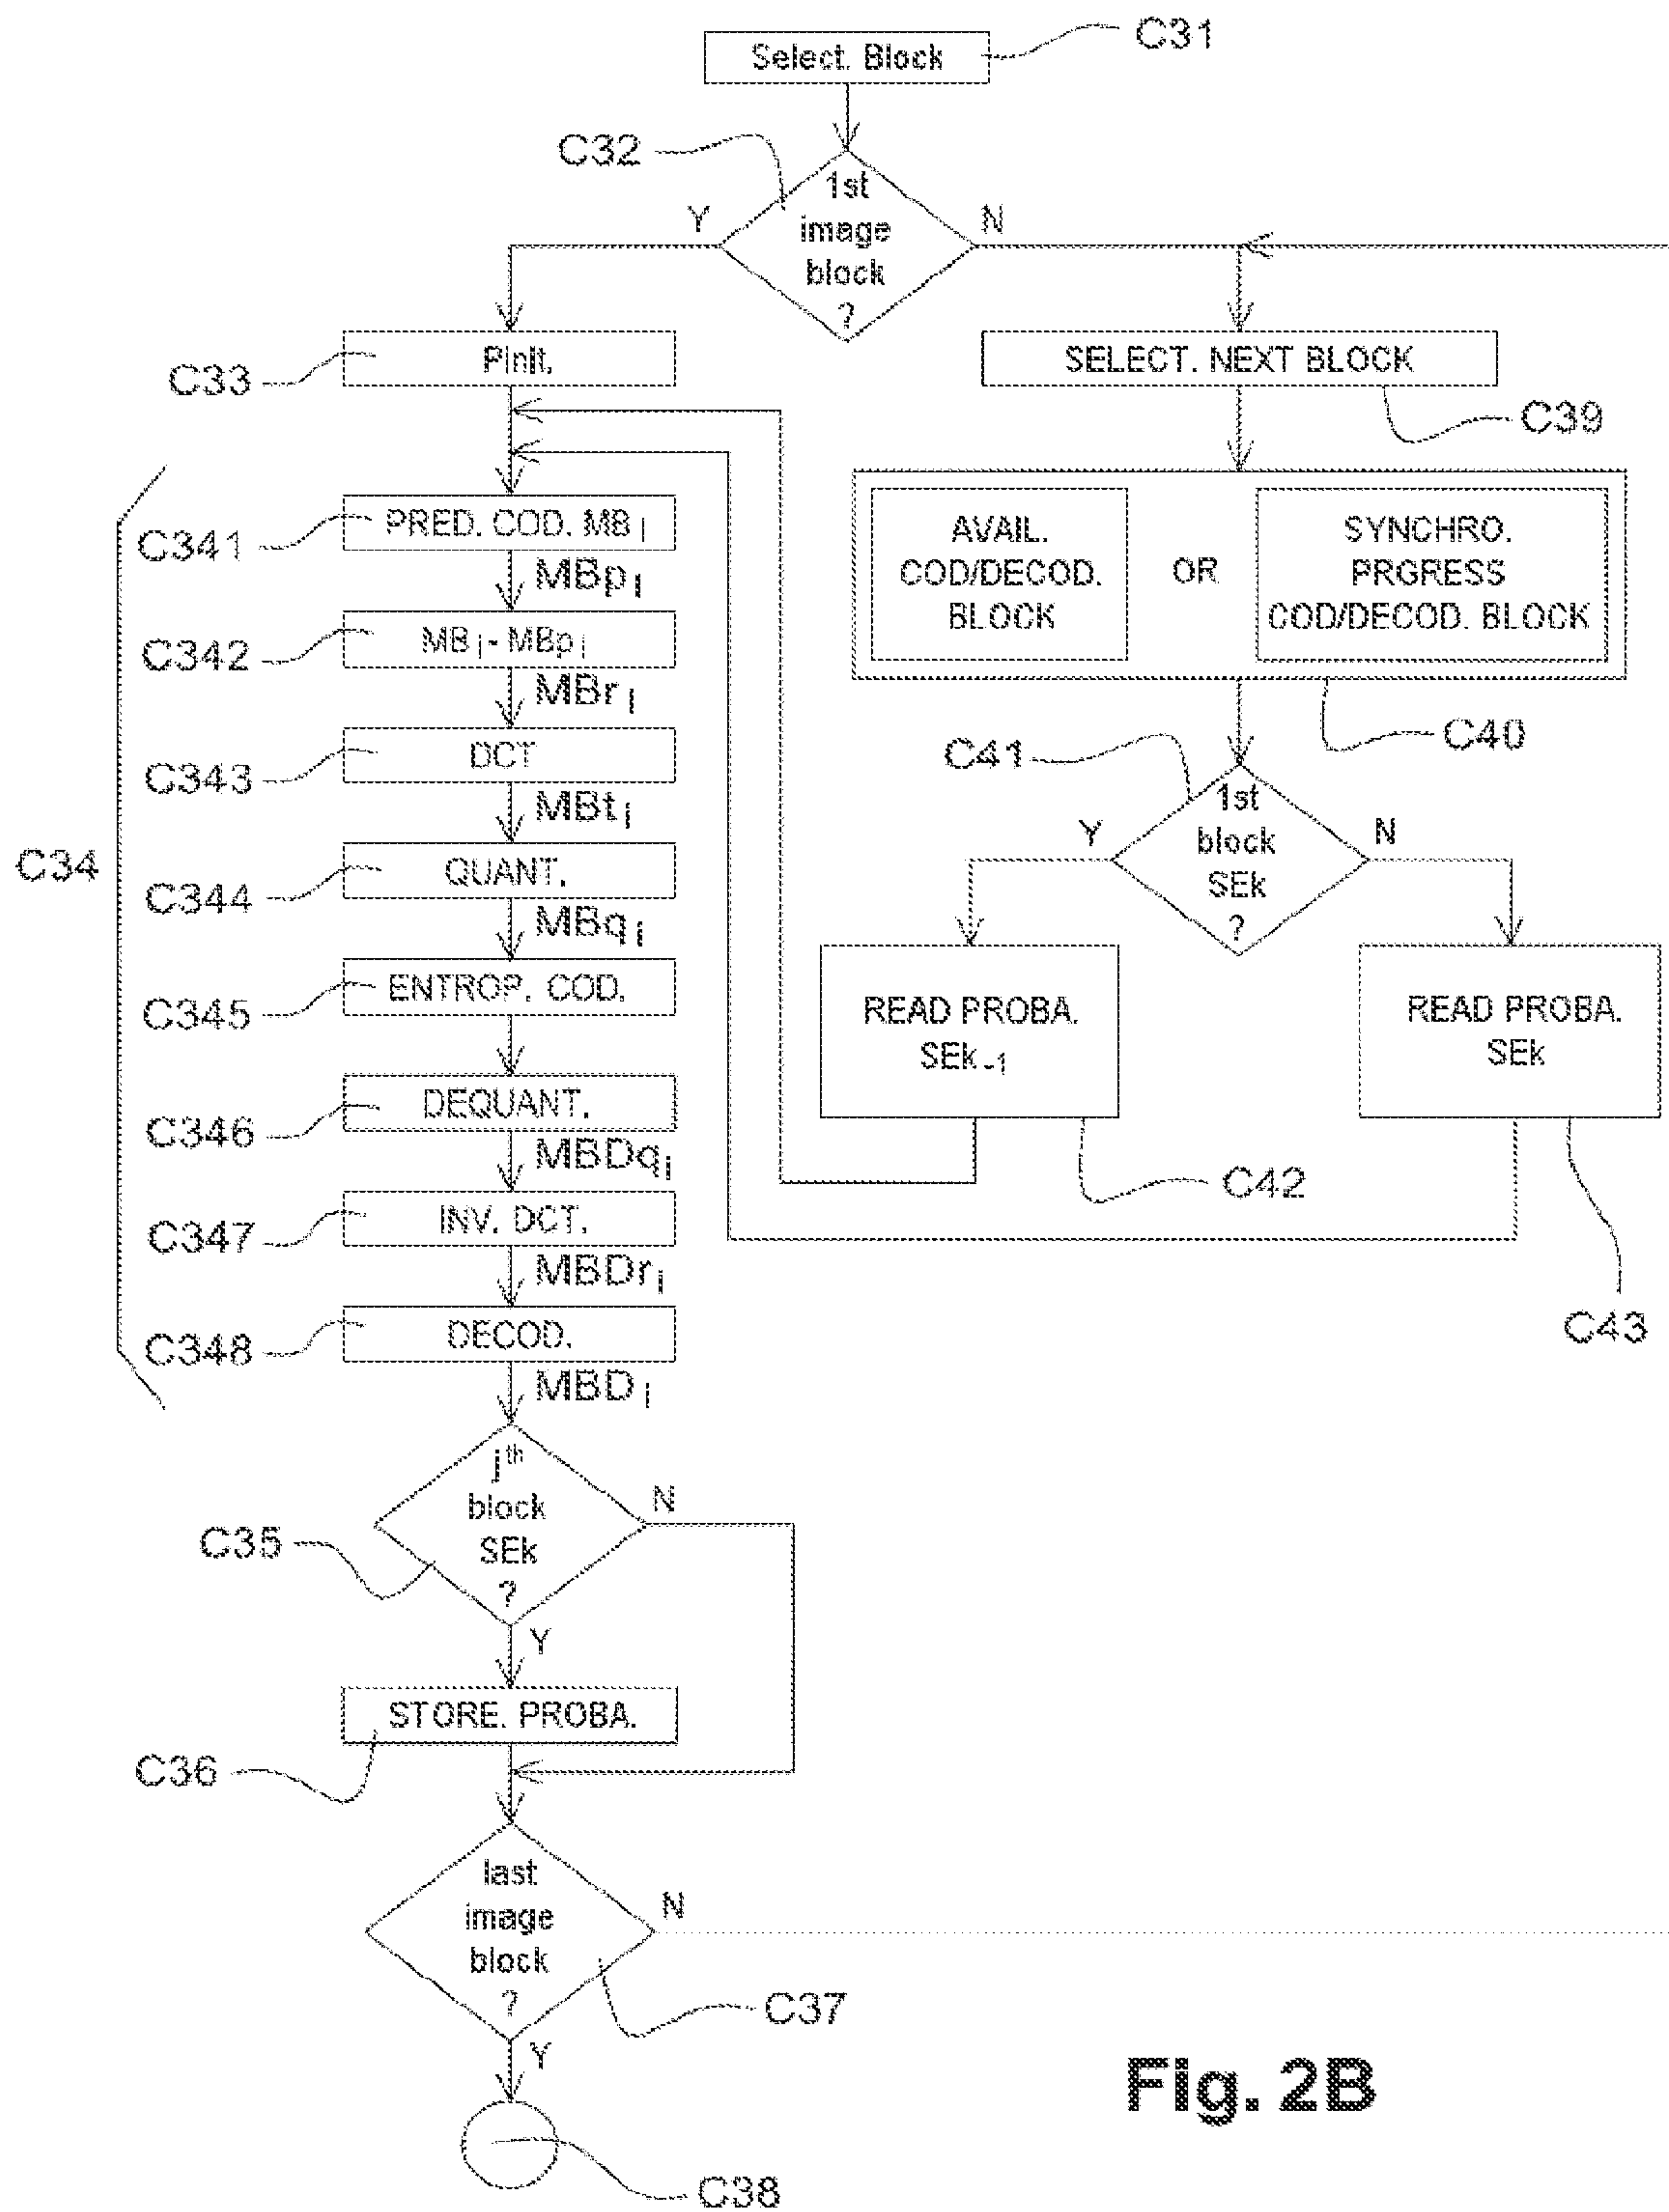 Select. Block
C31
C32
1st
image
block
?
Y
N
PInit.
C33
SELECT. NEXT BLOCK
C39
C34
PRED. COD. MB i
C341
MBp i
MB i - MBp i
C342
MBr i
DCT
C343
MBt i
QUANT.
C344
MBq i
ENTROP. COD.
C345
DEQUANT.
C346
MBDq i
INV. DCT.
C347
MBDr i
DECOD.
C348
MBD i
AVAIL.
COD/DECOD.
BLOCK
OR
SYNCHRO.
PRGRESS
COD/DECOD. BLOCK
C40
C41
1st
block
SEk
?
Y
N
READ PROBA.
SEk-1
C42
READ PROBA.
SEk
C43
jth
block
SEk
?
N
C35
Y
STORE. PROBA.
C36
last
image
block
?
N
C37
Y
C38
Fig. 2B